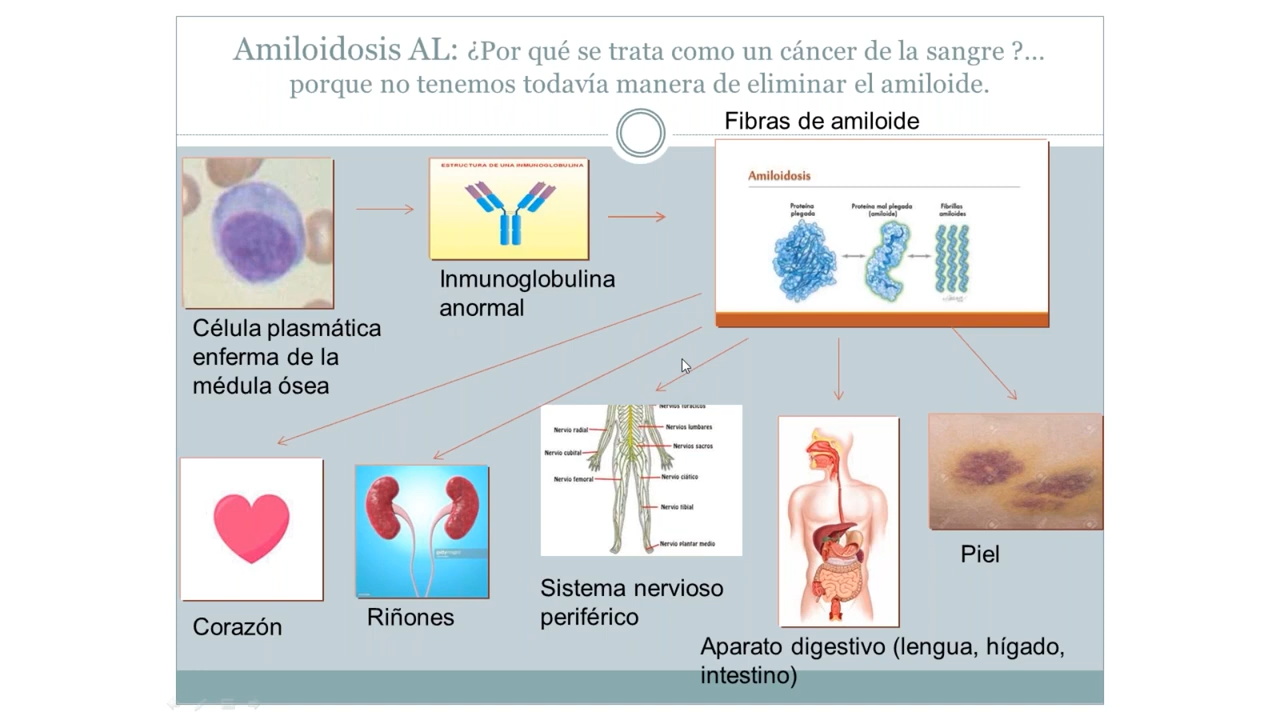 Amiloidosis AL: ¿Por qué se trata como un cáncer de la sangre ?...
porque no tenemos todavía manera de eliminar el amiloide.
Fibras de amiloide
ESTRUCTURA DE UNA INMUNOGLOBULINA
Inmunoglobulina
anormal
Célula plasmática
enferma de la
médula ósea
Amiloidosis
Proteína
plegada
Proteína mal plegada
(amiloide)
Fibrillas
amiloides
Corazón
Riñones
Nervios torácicos
Nervio radial
Nervios lumbares
Nervios sacros
Nervio cubital
Nervio femoral
Nervio ciático
Nervio tibial
Nervio plantar medio
Sistema nervioso
periférico
Aparato digestivo (lengua, hígado,
intestino)
Piel